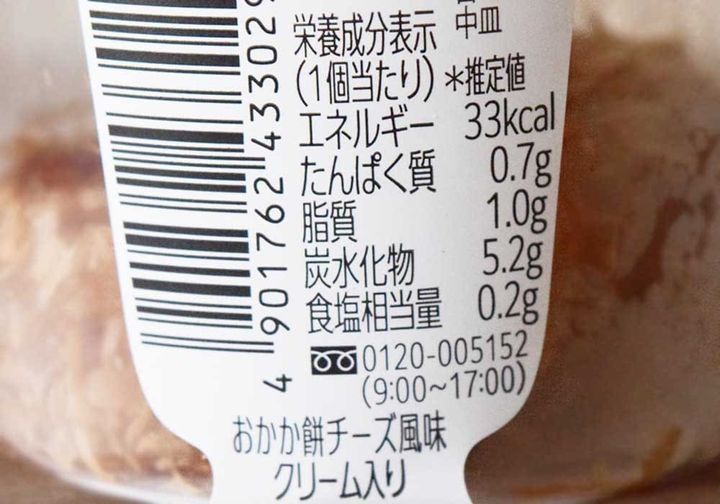 中皿
栄養成分表示
(1個当たり) *推定値
エネルギー 33kcal
たんぱく質 0.7g
脂質 1.0g
炭水化物 5.2g
食塩相当量 0.2g
0120-005152
(9:00~17:00)
おかか餅チーズ風味
クリーム入り
4 901762 43302